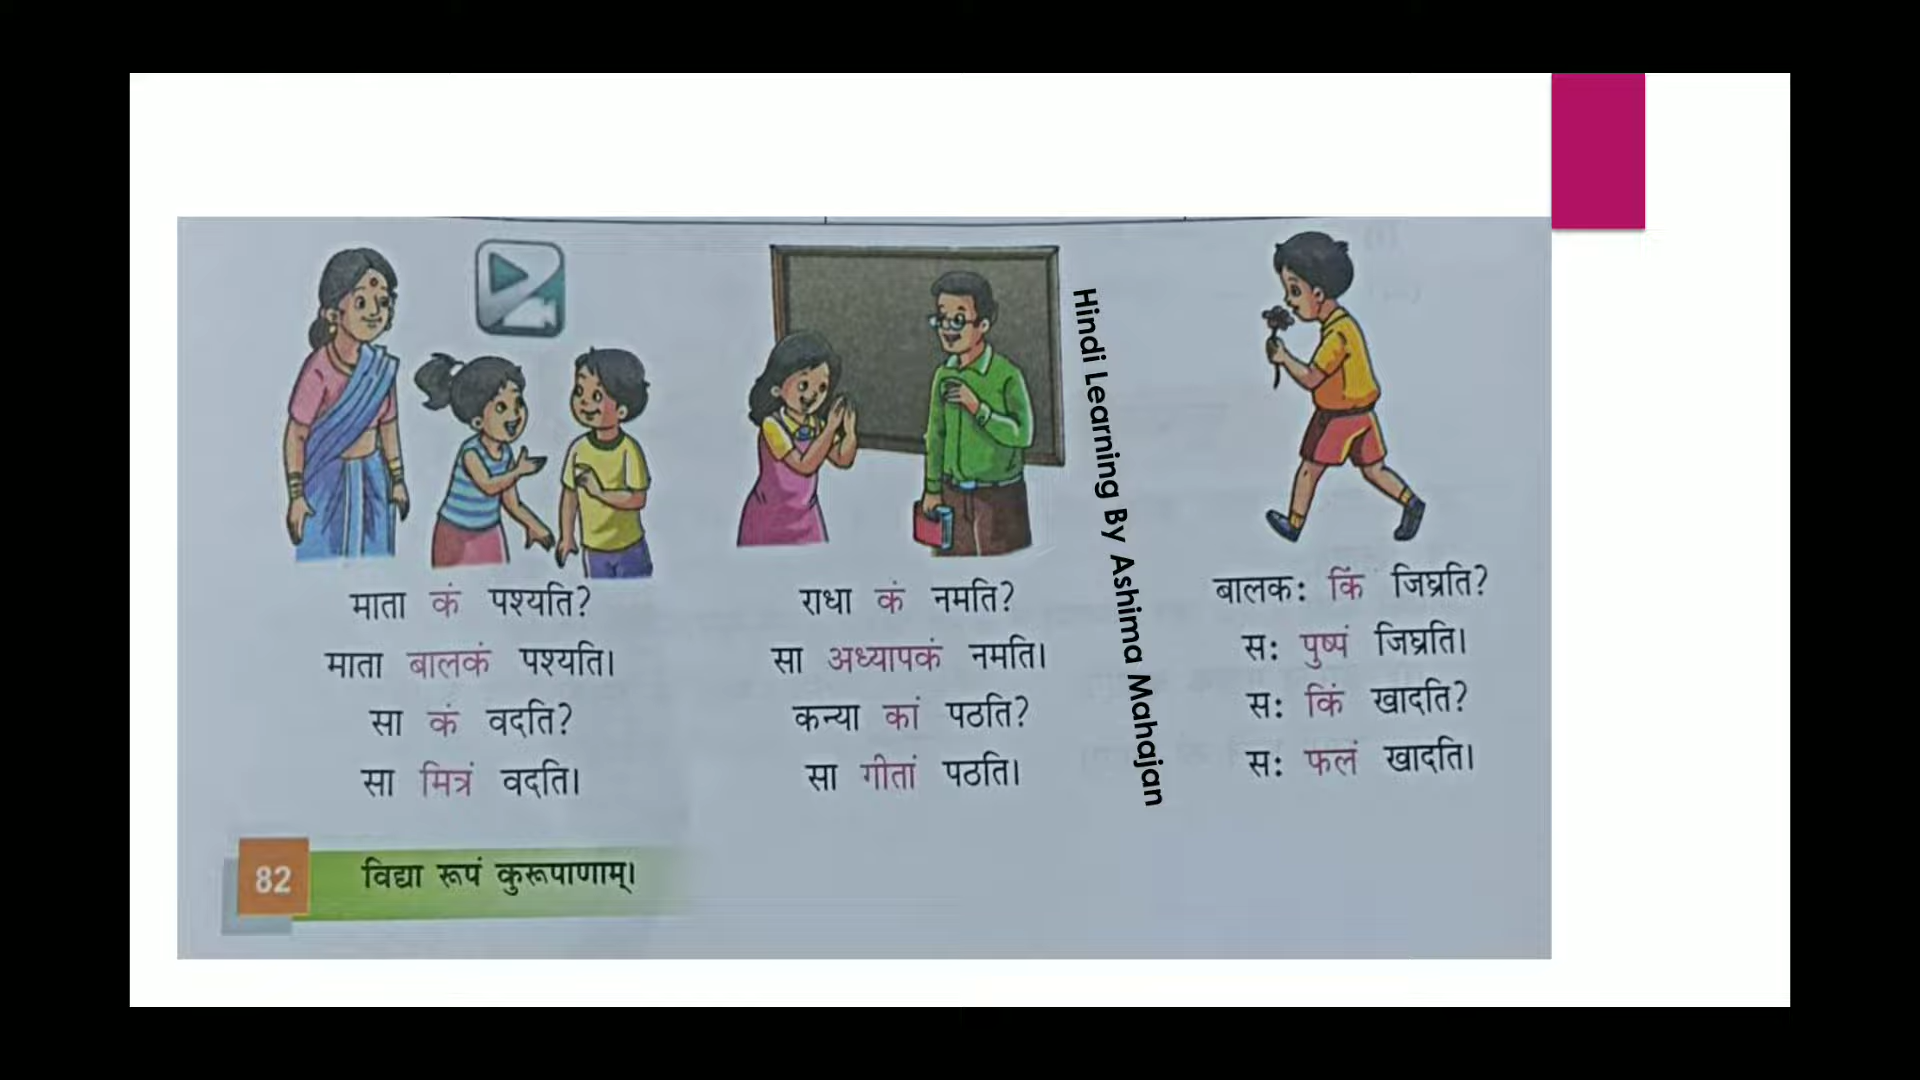 माता कं पश्यति?
माता बालकं पश्यति।
सा कं वदति?
सा मित्रं वदति।
राधा कं नमति?
सा अध्यापकं नमति।
कन्या कां पठति?
सा गीतां पठति।
Hindi Learning By Ashima Mahajan
बालकः किं जिघ्रति?
सः पुष्पं जिघ्रति।
सः किं खादति?
सः फलं खादति।
82 विद्या रूपं कुरूपाणाम्।